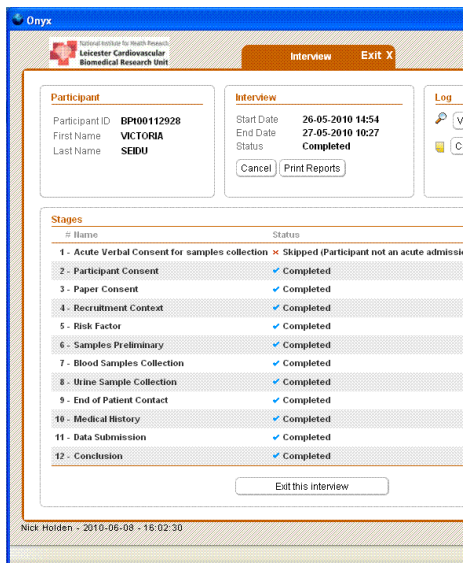 Onyx
National Institute for Health Research
Leicester Cardiovascular
Biomedical Research Unit
Interview Exit X
Participant
Participant ID BPt00112928
First Name VICTORIA
Last Name SEIDU
Interview
Start Date 26-05-2010 14:54
End Date 27-05-2010 10:27
Status Completed
Cancel Print Reports
Log
V
C
Stages
# Name Status
1 - Acute Verbal Consent for samples collection × Skipped (Participant not an acute admissi
2 - Participant Consent ✔ Completed
3 - Paper Consent ✔ Completed
4 - Recruitment Context ✔ Completed
5 - Risk Factor ✔ Completed
6 - Samples Preliminary ✔ Completed
7 - Blood Samples Collection ✔ Completed
8 - Urine Sample Collection ✔ Completed
9 - End of Patient Contact ✔ Completed
10 - Medical History ✔ Completed
11 - Data Submission ✔ Completed
12 - Conclusion ✔ Completed
Exit this interview
Nick Holden - 2010-06-08 - 16:02:30